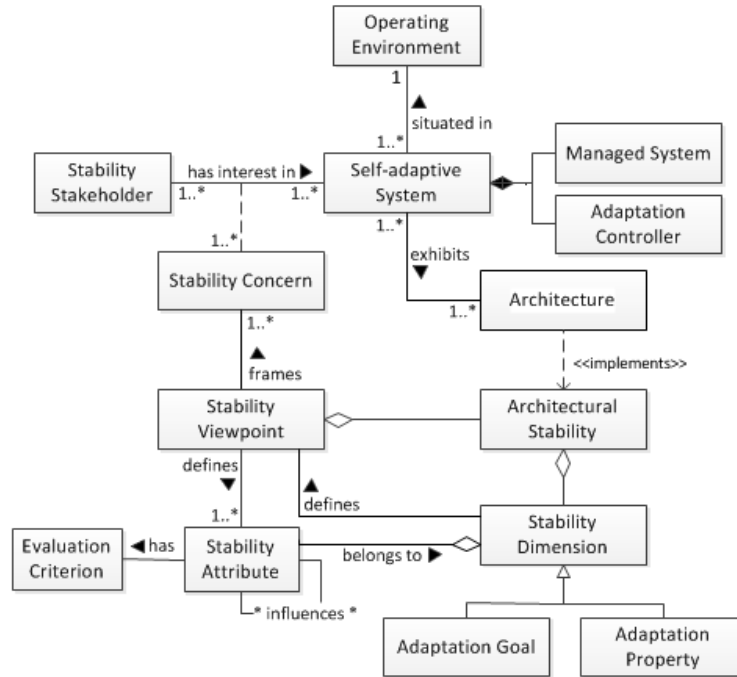 Operating
Environment
1
▲
situated in
1..*
Stability
Stakeholder
has interest in ►
1..*
1..*
Self-adaptive
System
Managed System
Adaptation
Controller
1..*
1..*
exhibits
▼
Stability Concern
1..*
1..*
Architecture
<<implements>>
▲
frames
Stability
Viewpoint
Architectural
Stability
defines
▼
1..*
▲
defines
Stability
Dimension
Evaluation
Criterion
◄ has
Stability
Attribute
belongs to ►
* influences *
Adaptation Goal
Adaptation
Property